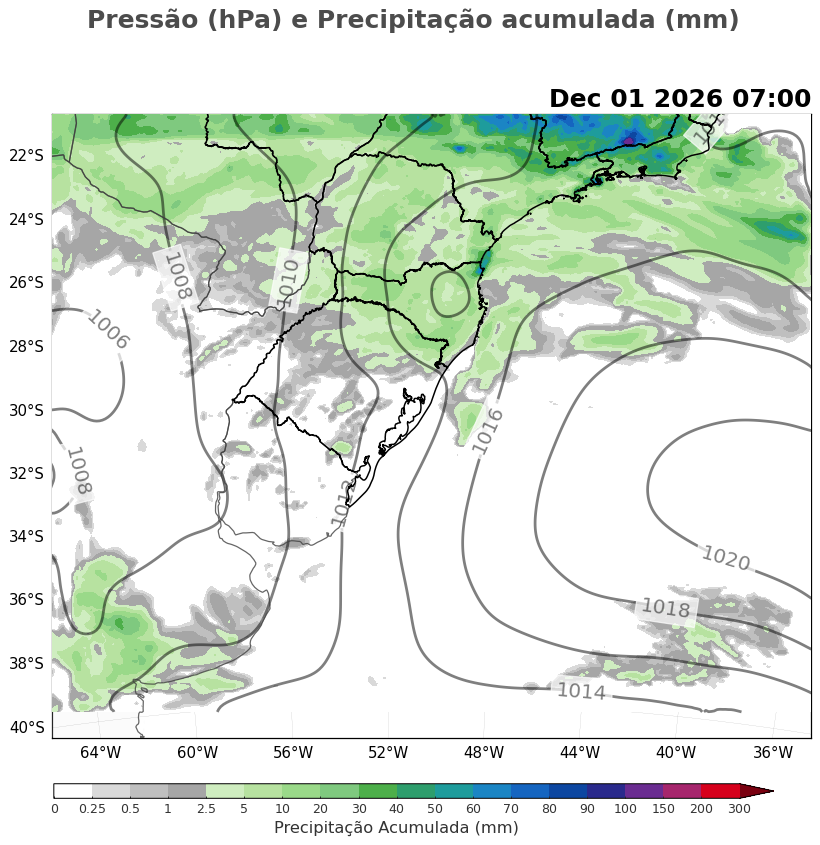 Pressão (hPa) e Precipitação acumulada (mm)
Dec 01 2026 07:00
22°S
24°S
26°S
28°S
30°S
32°S
34°S
36°S
38°S
40°S
1008
1010
1006
1008
1012
1016
1020
1018
1014
64°W 60°W 56°W 52°W 48°W 44°W 40°W 36°W
0 0.25 0.5 1 2.5 5 10 20 30 40 50 60 70 80 90 100 150 200 300
Precipitação Acumulada (mm)